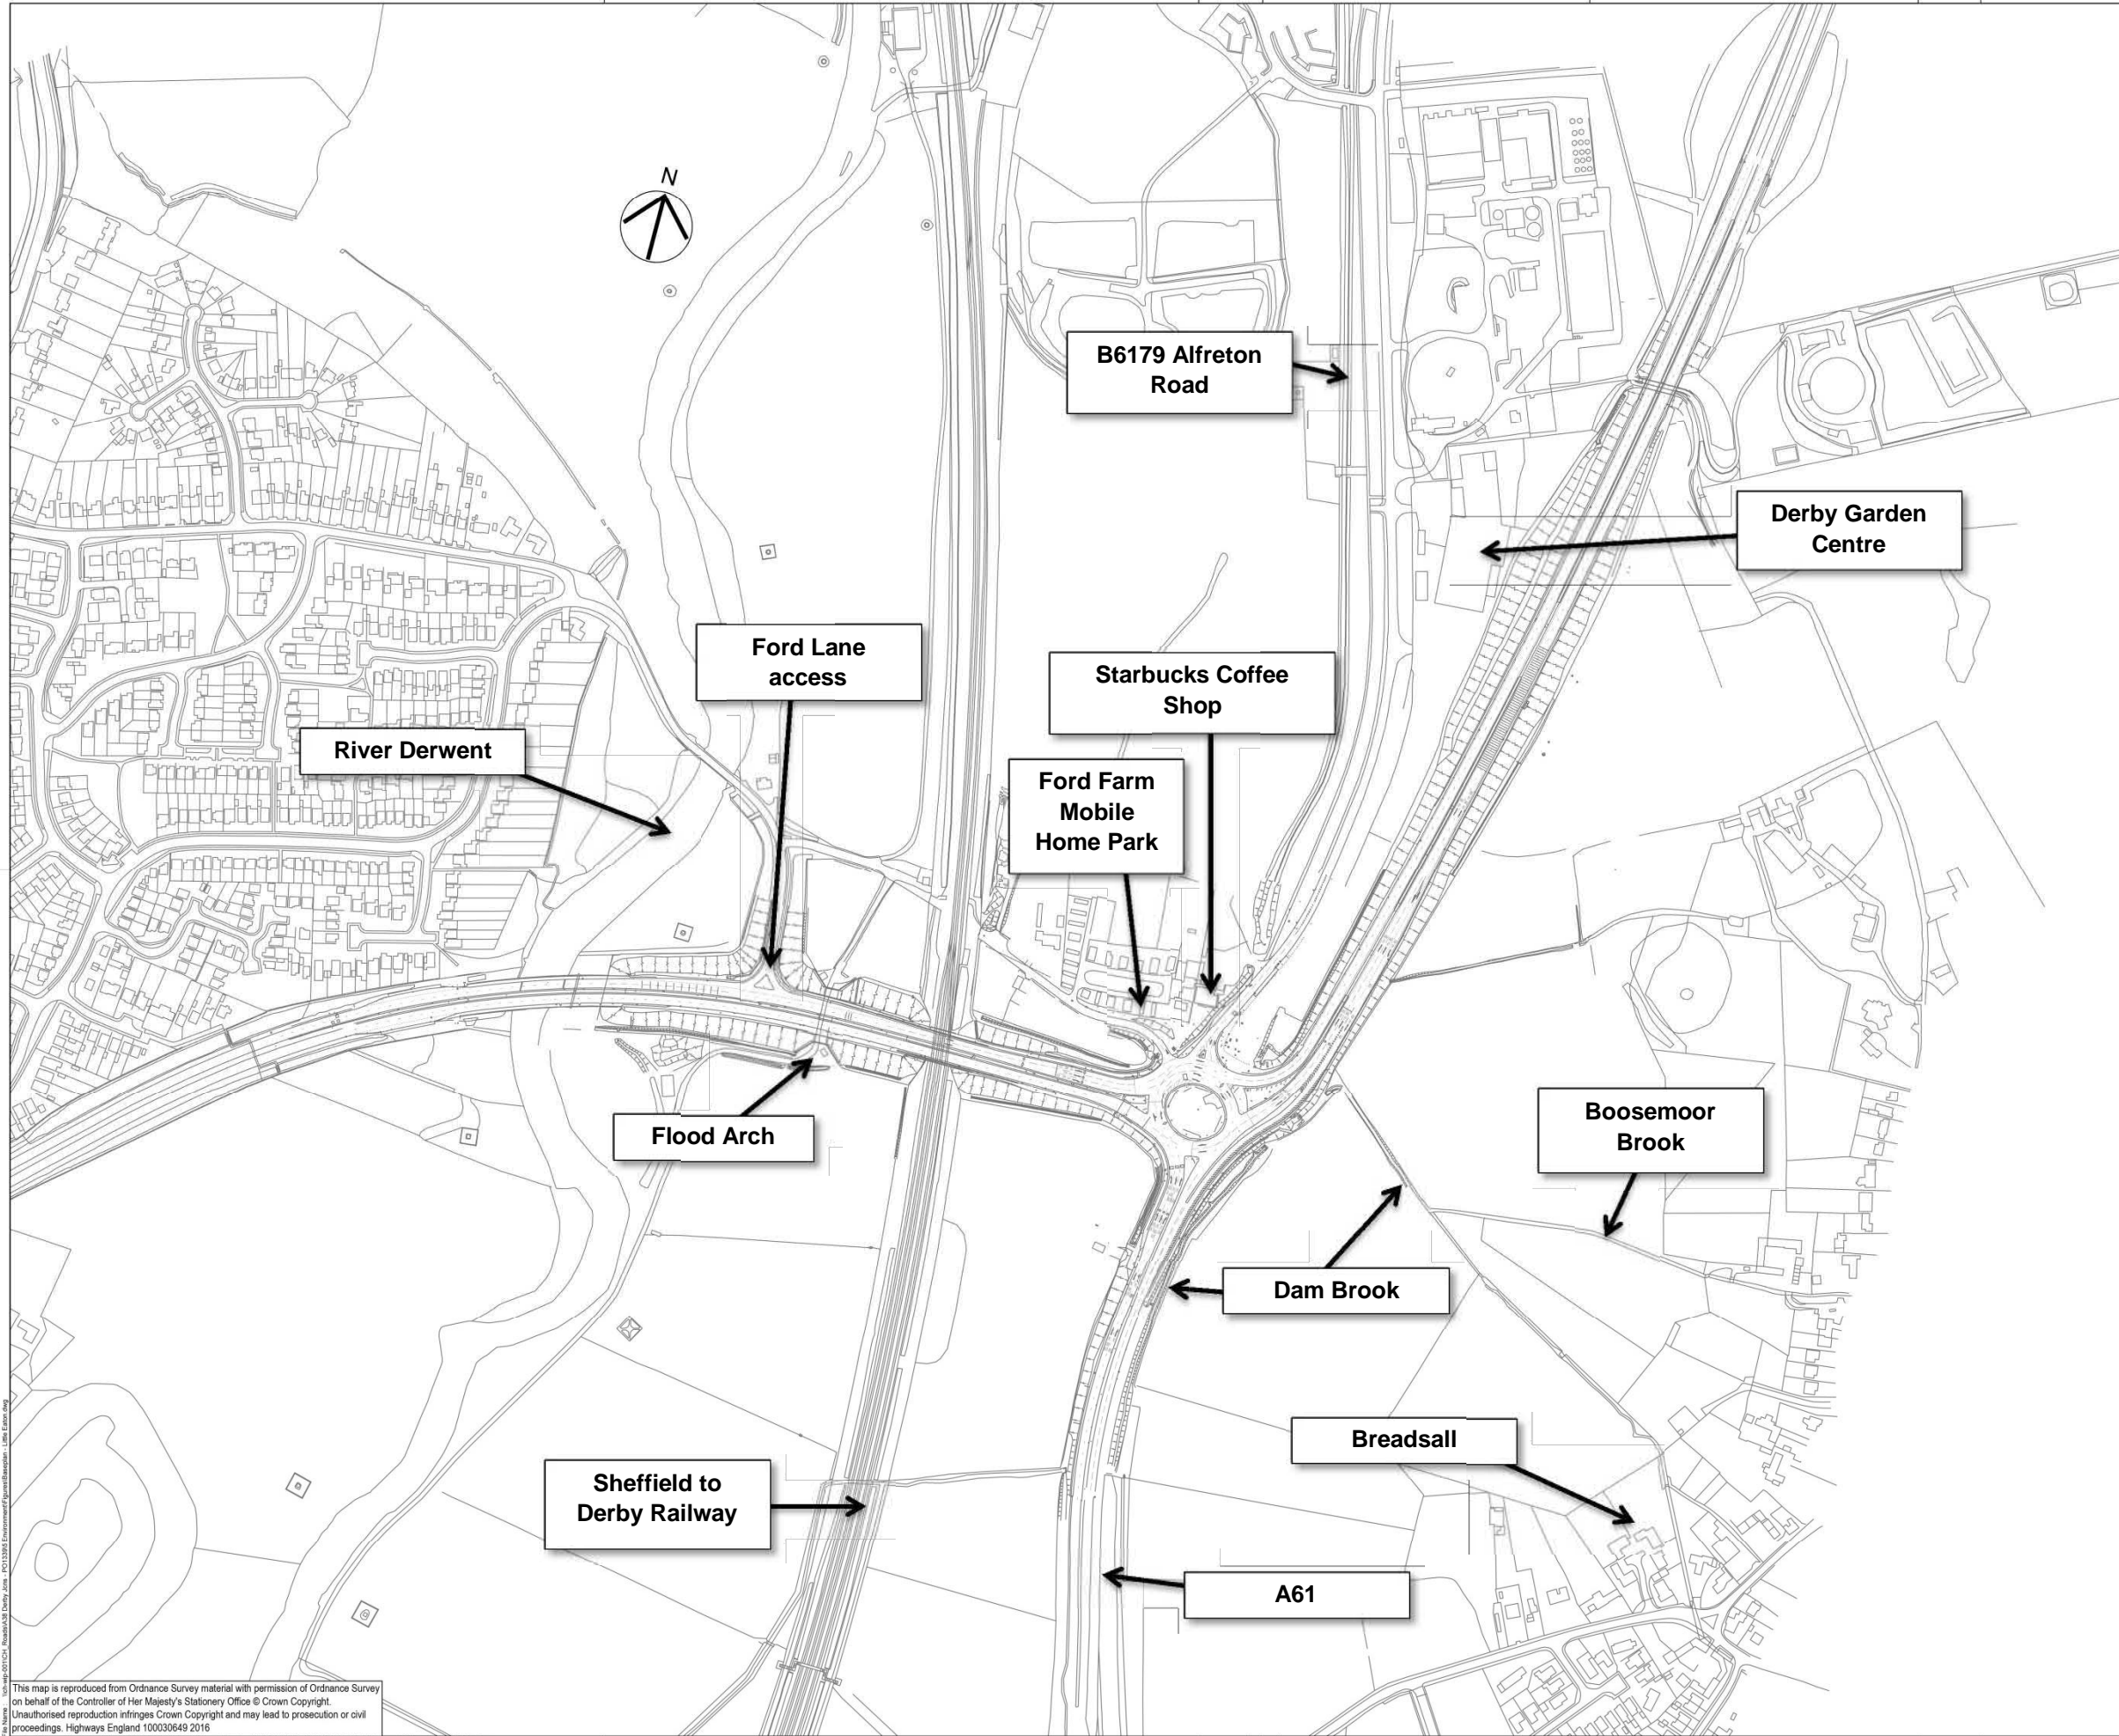 N
B6179 Alfreton
Road
Derby Garden
Centre
Ford Lane
access
Starbucks Coffee
Shop
River Derwent
Ford Farm
Mobile
Home Park
Flood Arch
Boosemoor
Brook
Dam Brook
Breadsall
Sheffield to
Derby Railway
A61
This map is reproduced from Ordnance Survey material with permission of Ordnance Survey
on behalf of the Controller of Her Majesty's Stationery Office © Crown Copyright.
Unauthorised reproduction infringes Crown Copyright and may lead to prosecution or civil
proceedings. Highways England 100030649 2016
File Name :